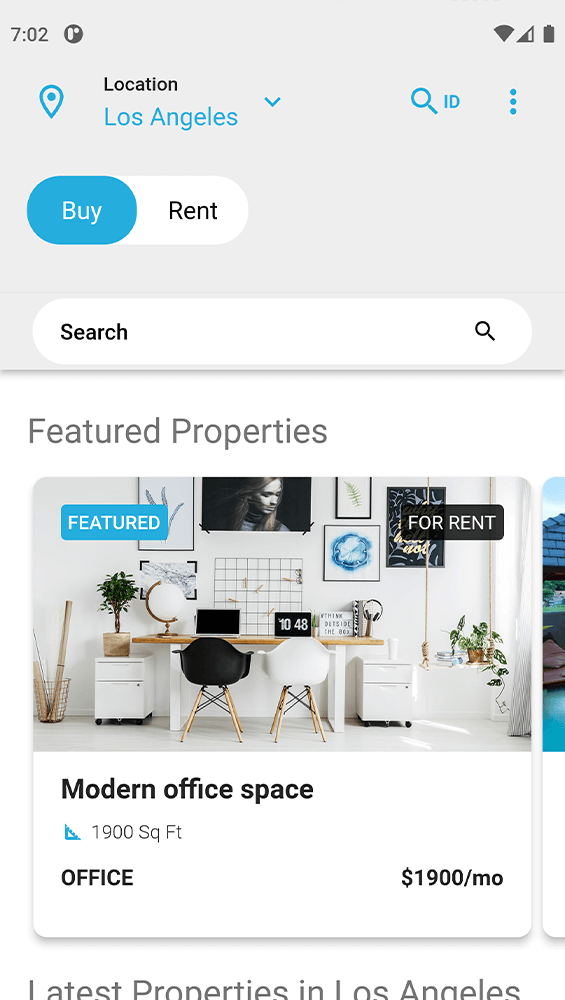 7:02
Location
Los Angeles
ID
Buy
Rent
Search
Featured Properties
FEATURED
FOR RENT
10 48
#THINK
OUTSIDE
THE BOX
Modern office space
1900 Sq Ft
OFFICE
$1900/mo
Latest Properties in Los Angeles